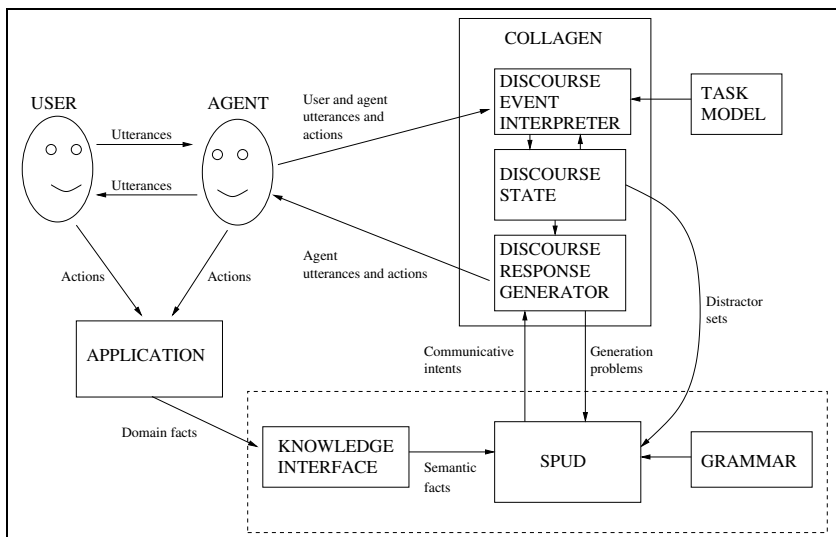 COLLAGEN
USER
AGENT
Utterances
Utterances
User and agent
utterances and
actions
DISCOURSE
EVENT
INTERPRETER
TASK
MODEL
DISCOURSE
STATE
DISCOURSE
RESPONSE
GENERATOR
Agent
utterances and actions
Actions
Actions
Distractor
sets
APPLICATION
Communicative
intents
Generation
problems
Domain facts
KNOWLEDGE
INTERFACE
Semantic
facts
SPUD
GRAMMAR